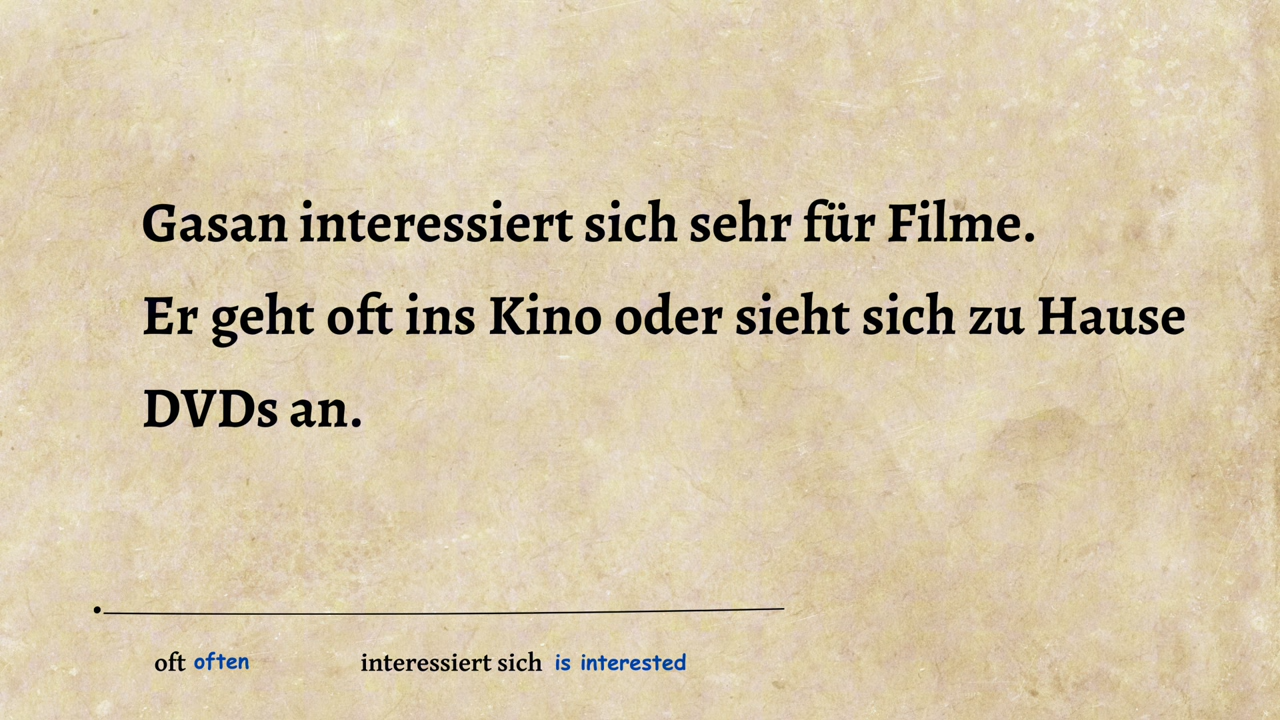 Gasan interessiert sich sehr für Filme.
Er geht oft ins Kino oder sieht sich zu Hause
DVDs an.
oft often interessiert sich is interested